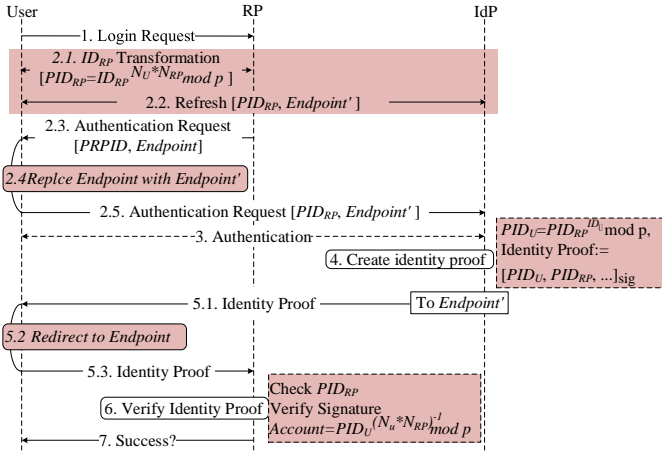 User RP IdP
1. Login Request
2.1. ID_RP Transformation
[PID_RP=ID_RP^N_U*N_RP mod p ]
2.2. Refresh [PID_RP, Endpoint' ]
2.3. Authentication Request
[PRPID, Endpoint]
2.4Replce Endpoint with Endpoint'
2.5. Authentication Request [PID_RP, Endpoint' ]
3. Authentication
PID_U=PID_RP^ID_U mod p,
Identity Proof:=
[PID_U, PID_RP, ...]sig
4. Create identity proof
5.1. Identity Proof
To Endpoint'
5.2 Redirect to Endpoint
5.3. Identity Proof
Check PID_RP
Verify Signature
Account=PID_U^(N_u*N_RP)^-1 mod p
6. Verify Identity Proof
7. Success?